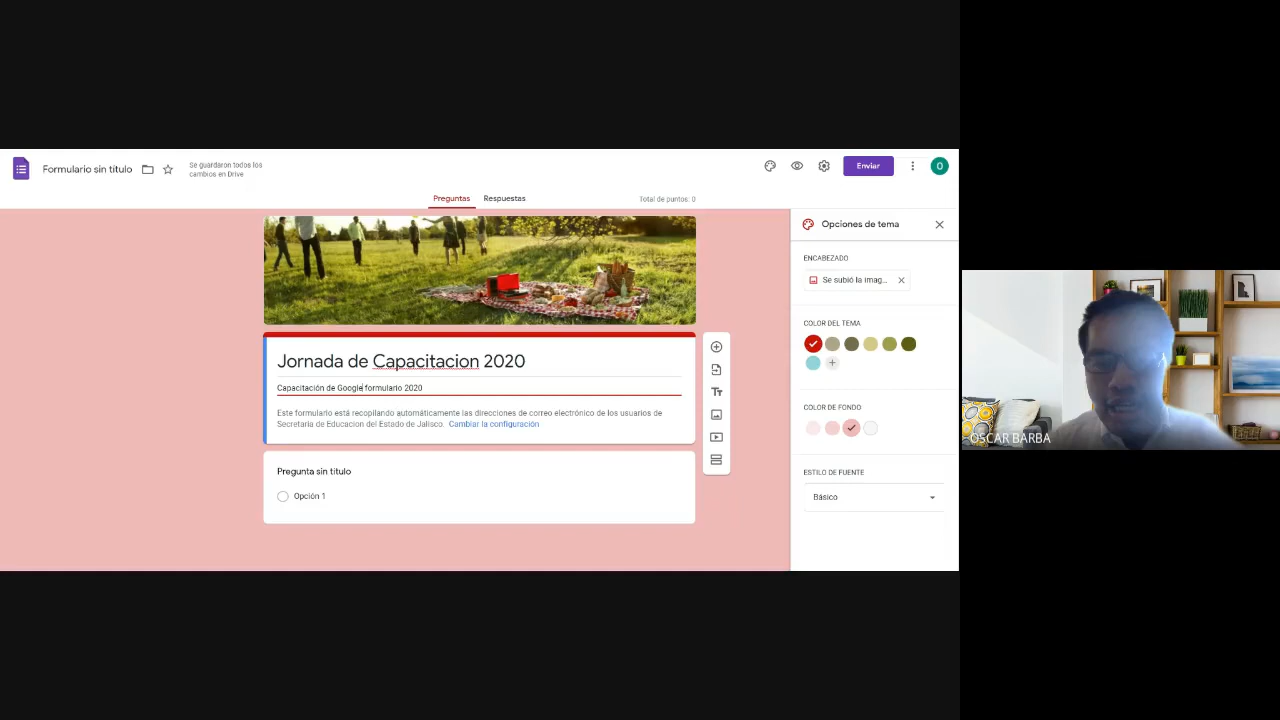 Formulario sin título
Se guardaron todos los
cambios en Drive
Enviar
O
Preguntas
Respuestas
Total de puntos: 0
Opciones de tema
ENCABEZADO
Se subió la imag...
COLOR DEL TEMA
COLOR DE FONDO
ESTILO DE FUENTE
Básico
Jornada de Capacitacion 2020
Capacitación de Google formulario 2020
Este formulario está recopilando automáticamente las direcciones de correo electrónico de los usuarios de
Secretaria de Educacion del Estado de Jalisco. Cambiar la configuración
Tr
Pregunta sin título
Opción 1
OSCAR BARBA